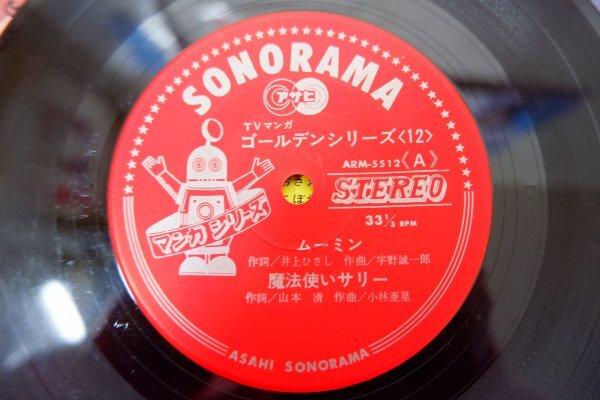 SONORAMA
アサヒ
TVマンガ
ゴールデンシリーズ〈12〉
ARM-5512《A》
STEREO
33⅓ RPM
マンガシリーズ
ムーミン
作詞／井上ひさし 作曲／宇野誠一郎
魔法使いサリー
作詞／山本 清 作曲／小林亜星
ASAHI SONORAMA